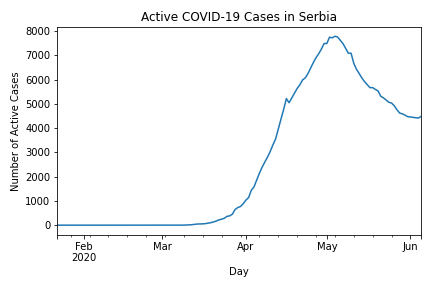 Active COVID-19 Cases in Serbia
Number of Active Cases
8000
7000
6000
5000
4000
3000
2000
1000
0
Feb Mar Apr May Jun
2020
Day